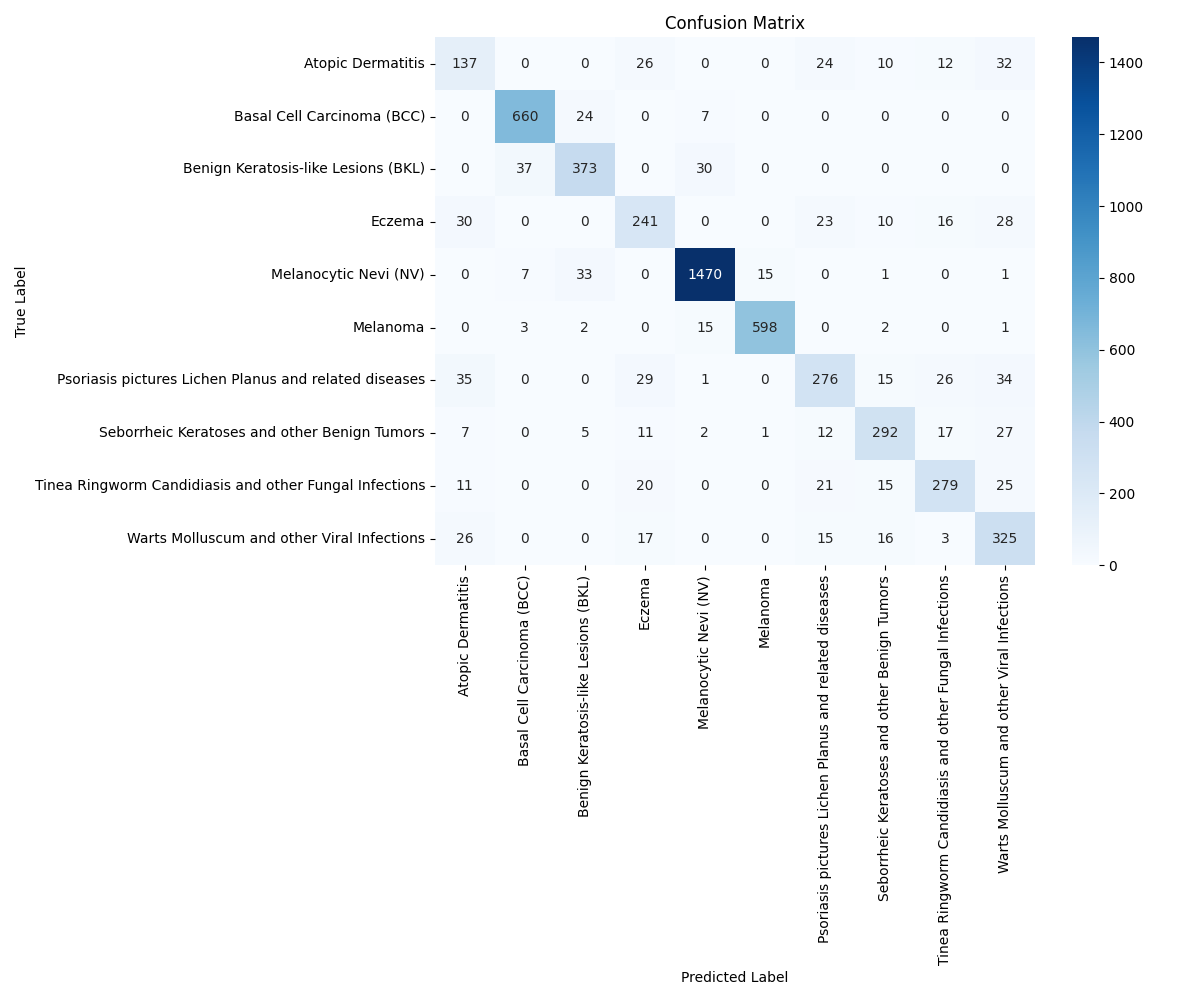 Confusion Matrix
True Label
Atopic Dermatitis 137 0 0 26 0 0 24 10 12 32
Basal Cell Carcinoma (BCC) 0 660 24 0 7 0 0 0 0 0
Benign Keratosis-like Lesions (BKL) 0 37 373 0 30 0 0 0 0 0
Eczema 30 0 0 241 0 0 23 10 16 28
Melanocytic Nevi (NV) 0 7 33 0 1470 15 0 1 0 1
Melanoma 0 3 2 0 15 598 0 2 0 1
Psoriasis pictures Lichen Planus and related diseases 35 0 0 29 1 0 276 15 26 34
Seborrheic Keratoses and other Benign Tumors 7 0 5 11 2 1 12 292 17 27
Tinea Ringworm Candidiasis and other Fungal Infections 11 0 0 20 0 0 21 15 279 25
Warts Molluscum and other Viral Infections 26 0 0 17 0 0 15 16 3 325
Atopic Dermatitis
Basal Cell Carcinoma (BCC)
Benign Keratosis-like Lesions (BKL)
Eczema
Melanocytic Nevi (NV)
Melanoma
Psoriasis pictures Lichen Planus and related diseases
Seborrheic Keratoses and other Benign Tumors
Tinea Ringworm Candidiasis and other Fungal Infections
Warts Molluscum and other Viral Infections
Predicted Label
1400
1200
1000
800
600
400
200
0